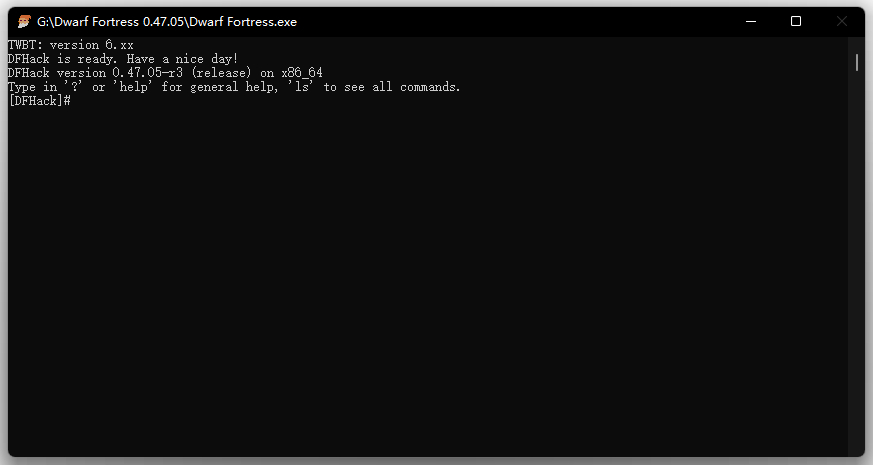 G:\Dwarf Fortress 0.47.05\Dwarf Fortress.exe
TWBT: version 6.xx
DFHack is ready. Have a nice day!
DFHack version 0.47.05-r3 (release) on x86_64
Type in '?' or 'help' for general help, 'ls' to see all commands.
[DFHack]#